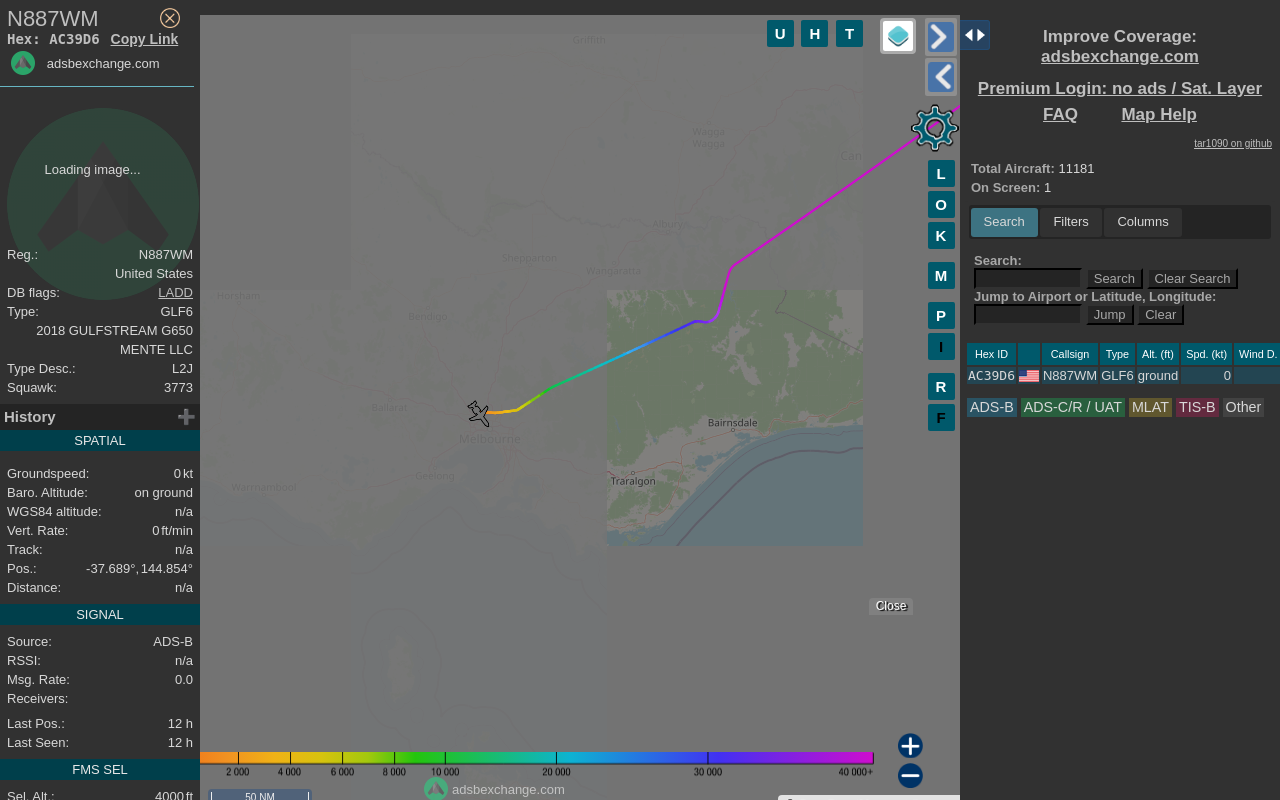 N887WM
Hex: AC39D6 Copy Link
adsbexchange.com
Loading image...
Reg.: N887WM
United States
DB flags: LADD
Type: GLF6
2018 GULFSTREAM G650
MENTE LLC
Type Desc.: L2J
Squawk: 3773
History
SPATIAL
Groundspeed: 0 kt
Baro. Altitude: on ground
WGS84 altitude: n/a
Vert. Rate: 0 ft/min
Track: n/a
Pos.: -37.689°, 144.854°
Distance: n/a
SIGNAL
Source: ADS-B
RSSI: n/a
Msg. Rate: 0.0
Receivers:
Last Pos.: 12 h
Last Seen: 12 h
FMS SEL
Sel. Alt.: 4000 ft
U H T
Griffith
Wagga
Wagga
Can
Albury
Shepparton
Wangaratta
Horsham
Bendigo
Ballarat
Melbourne
Geelong
Warrnambool
Bairnsdale
Traralgon
L
O
K
M
P
I
R
F
Close
2 000 4 000 6 000 8 000 10 000 20 000 30 000 40 000+
adsbexchange.com
50 NM
Improve Coverage:
adsbexchange.com
Premium Login: no ads / Sat. Layer
FAQ Map Help
tar1090 on github
Total Aircraft: 11181
On Screen: 1
Search Filters Columns
Search:
Search Clear Search
Jump to Airport or Latitude, Longitude:
Jump Clear
Hex ID Callsign Type Alt. (ft) Spd. (kt) Wind D.
AC39D6 N887WM GLF6 ground 0
ADS-B ADS-C/R / UAT MLAT TIS-B Other